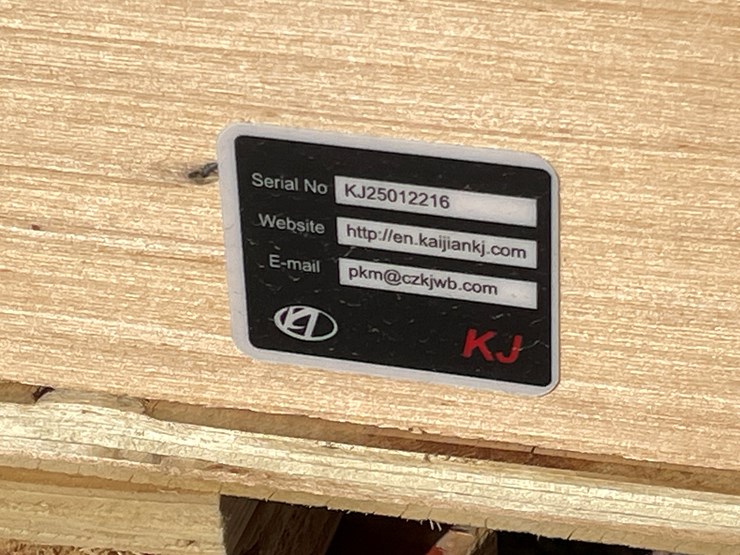 Serial No KJ25012216
Website http://en.kaijiankj.com
E-mail pkm@czkjwb.com
KJ